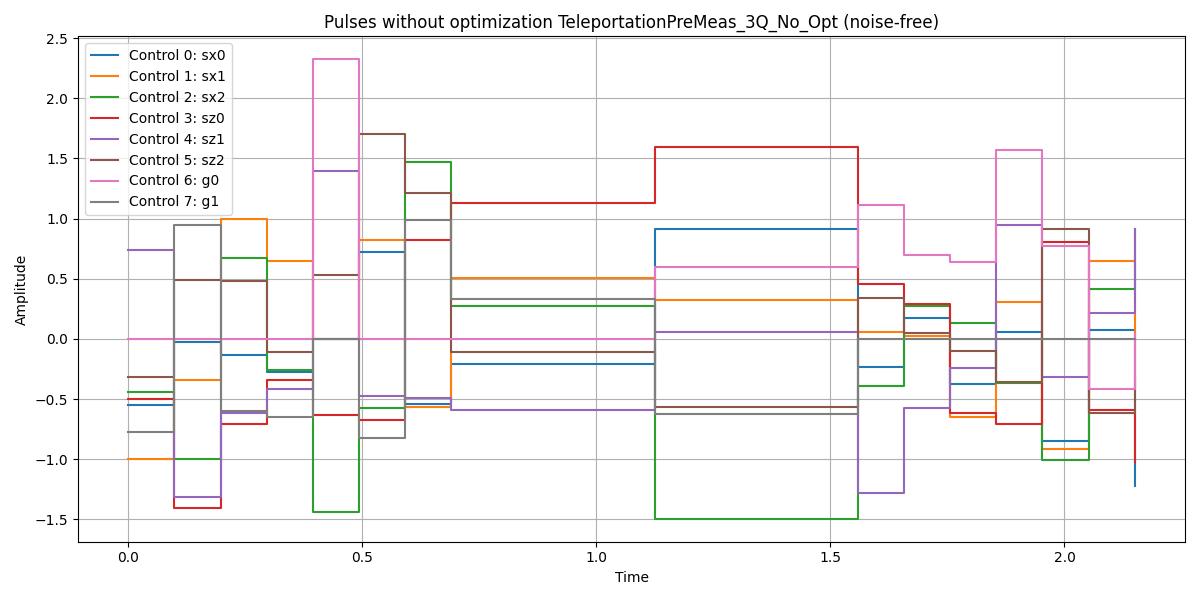 Pulses without optimization TeleportationPreMeas_3Q_No_Opt (noise-free)
2.5
2.0
1.5
1.0
0.5
0.0
−0.5
−1.0
−1.5
Amplitude
Control 0: sx0
Control 1: sx1
Control 2: sx2
Control 3: sz0
Control 4: sz1
Control 5: sz2
Control 6: g0
Control 7: g1
0.0
0.5
1.0
1.5
2.0
Time